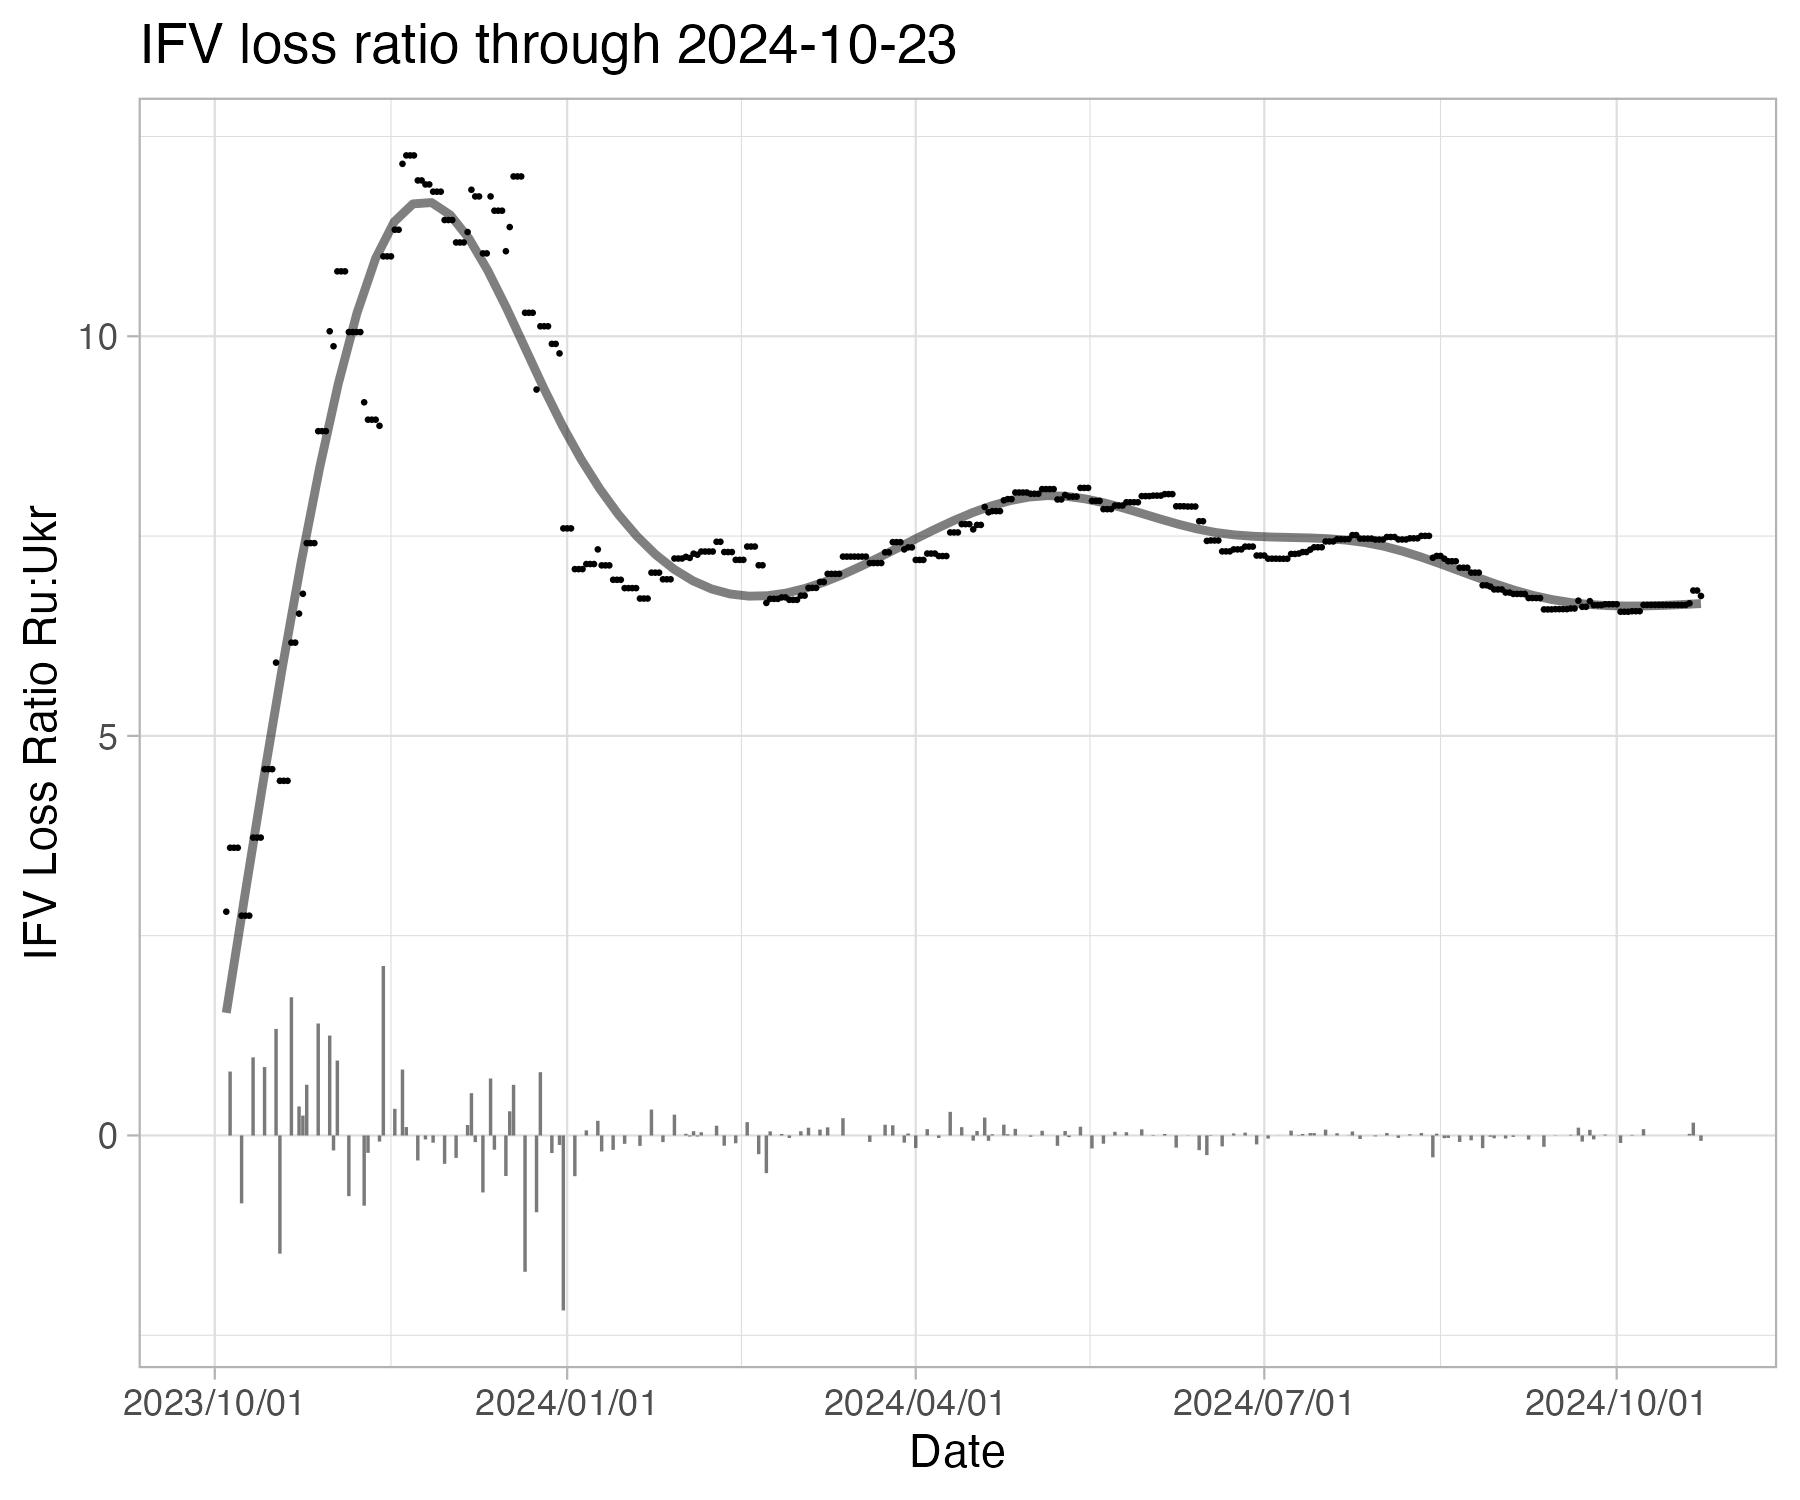 IFV loss ratio through 2024-10-23
IFV Loss Ratio Ru:Ukr
10
5
0
2023/10/01 2024/01/01 2024/04/01 2024/07/01 2024/10/01
Date